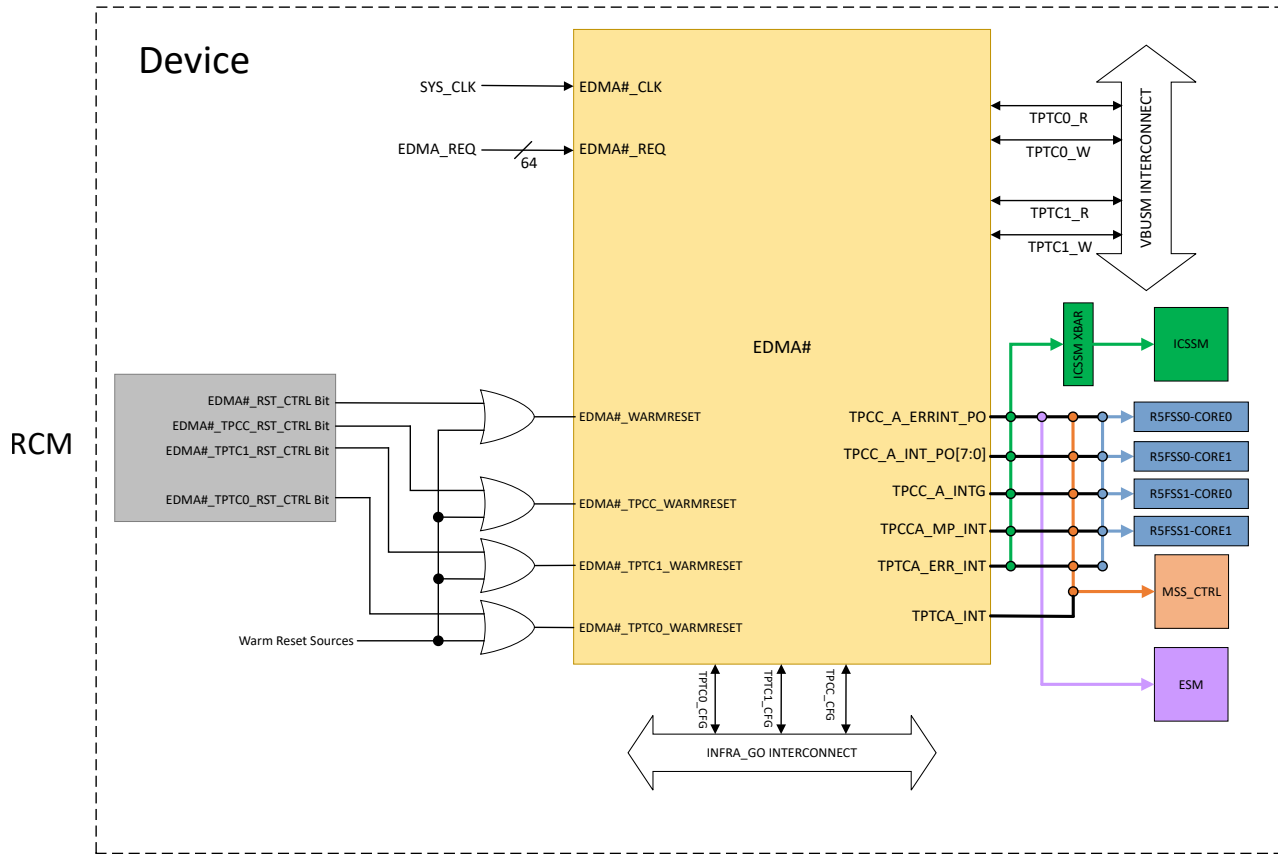 Device
SYS_CLK
EDMA#_CLK
EDMA_REQ
64
EDMA#_REQ
TPTC0_R
TPTC0_W
TPTC1_R
TPTC1_W
VBUSM INTERCONNECT
EDMA#
ICSSM XBAR
ICSSM
RCM
EDMA#_RST_CTRL Bit
EDMA#_TPCC_RST_CTRL Bit
EDMA#_TPTC1_RST_CTRL Bit
EDMA#_TPTC0_RST_CTRL Bit
Warm Reset Sources
EDMA#_WARMRESET
EDMA#_TPCC_WARMRESET
EDMA#_TPTC1_WARMRESET
EDMA#_TPTC0_WARMRESET
TPCC_A_ERRINT_PO
TPCC_A_INT_PO[7:0]
TPCC_A_INTG
TPCCA_MP_INT
TPTCA_ERR_INT
TPTCA_INT
R5FSS0-CORE0
R5FSS0-CORE1
R5FSS1-CORE0
R5FSS1-CORE1
MSS_CTRL
ESM
TPTC0_CFG
TPTC1_CFG
TPCC_CFG
INFRA_GO INTERCONNECT